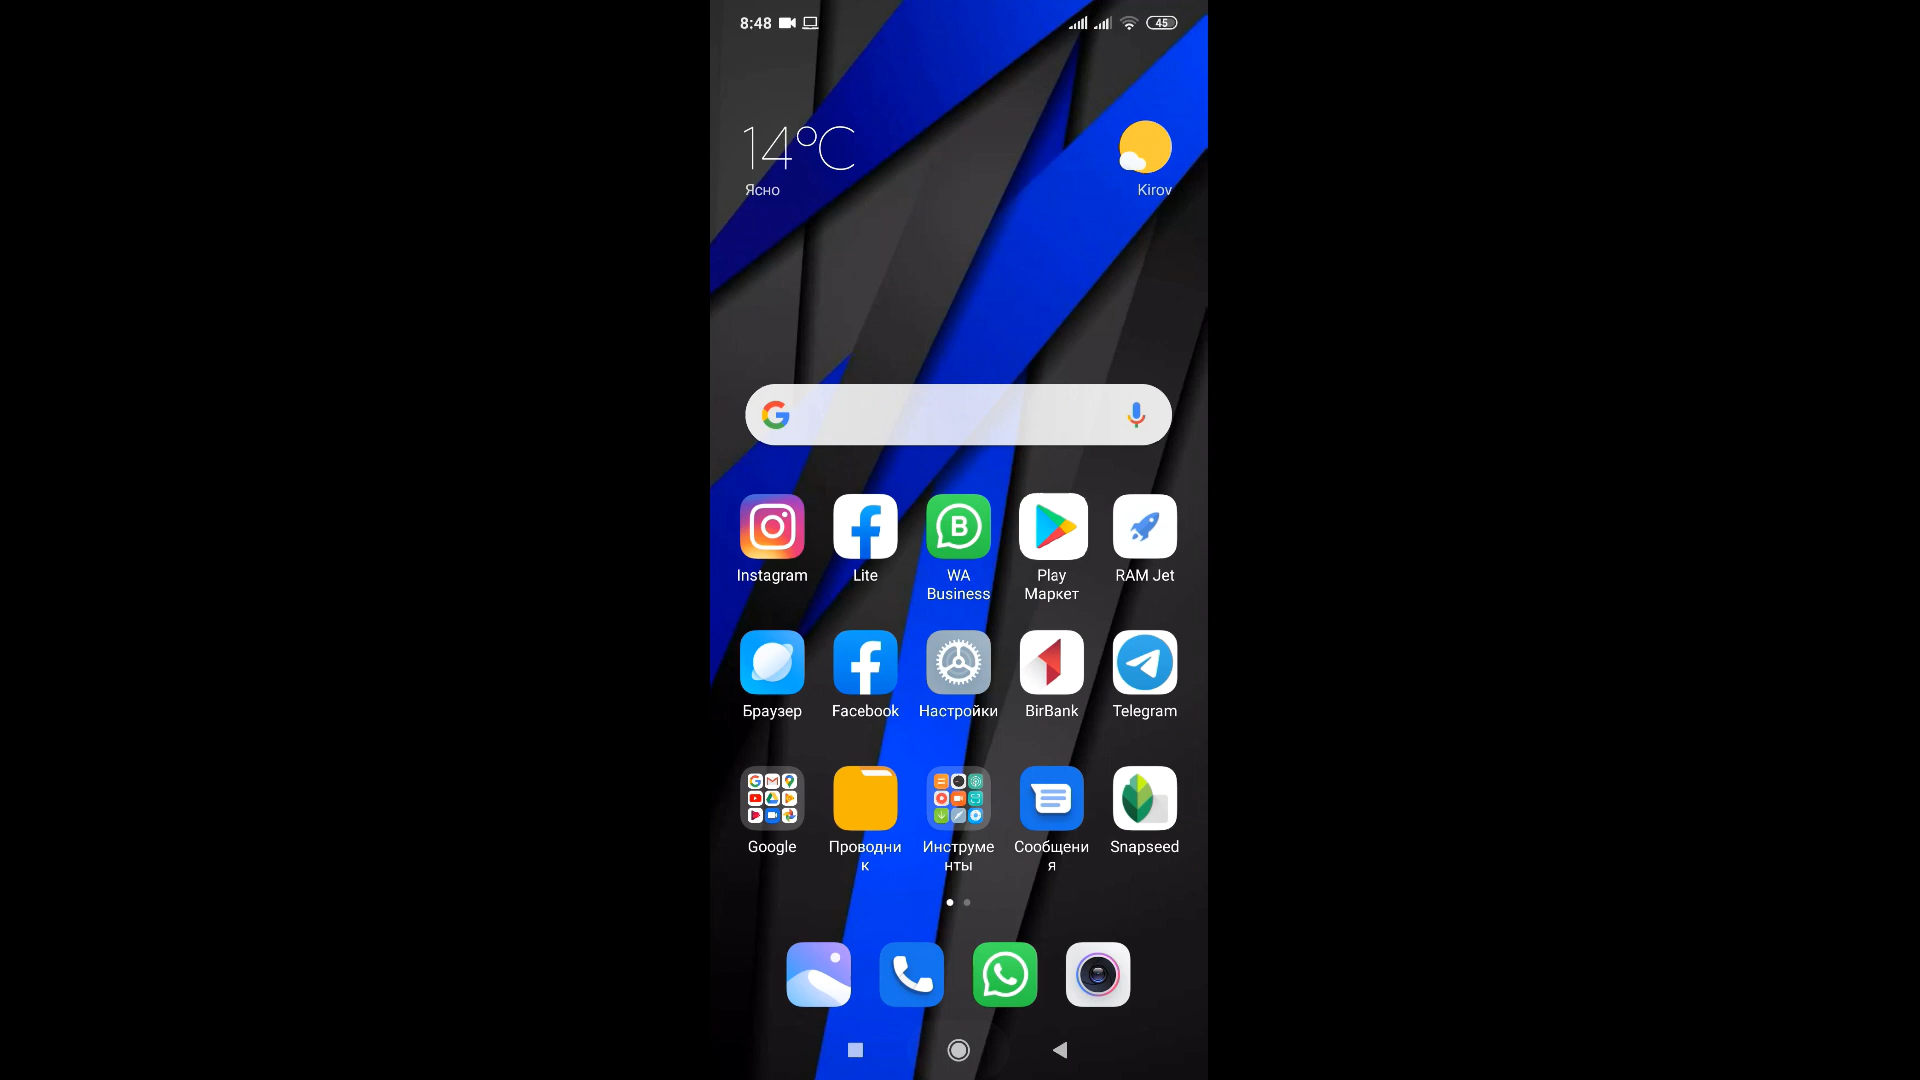 8:48
45
14°C
Ясно
Kirov
Instagram
Lite
WA
Business
Play
Маркет
RAM Jet
Браузер
Facebook
Настройки
BirBank
Telegram
Google
Проводни
к
Инструме
нты
Сообщени
я
Snapseed